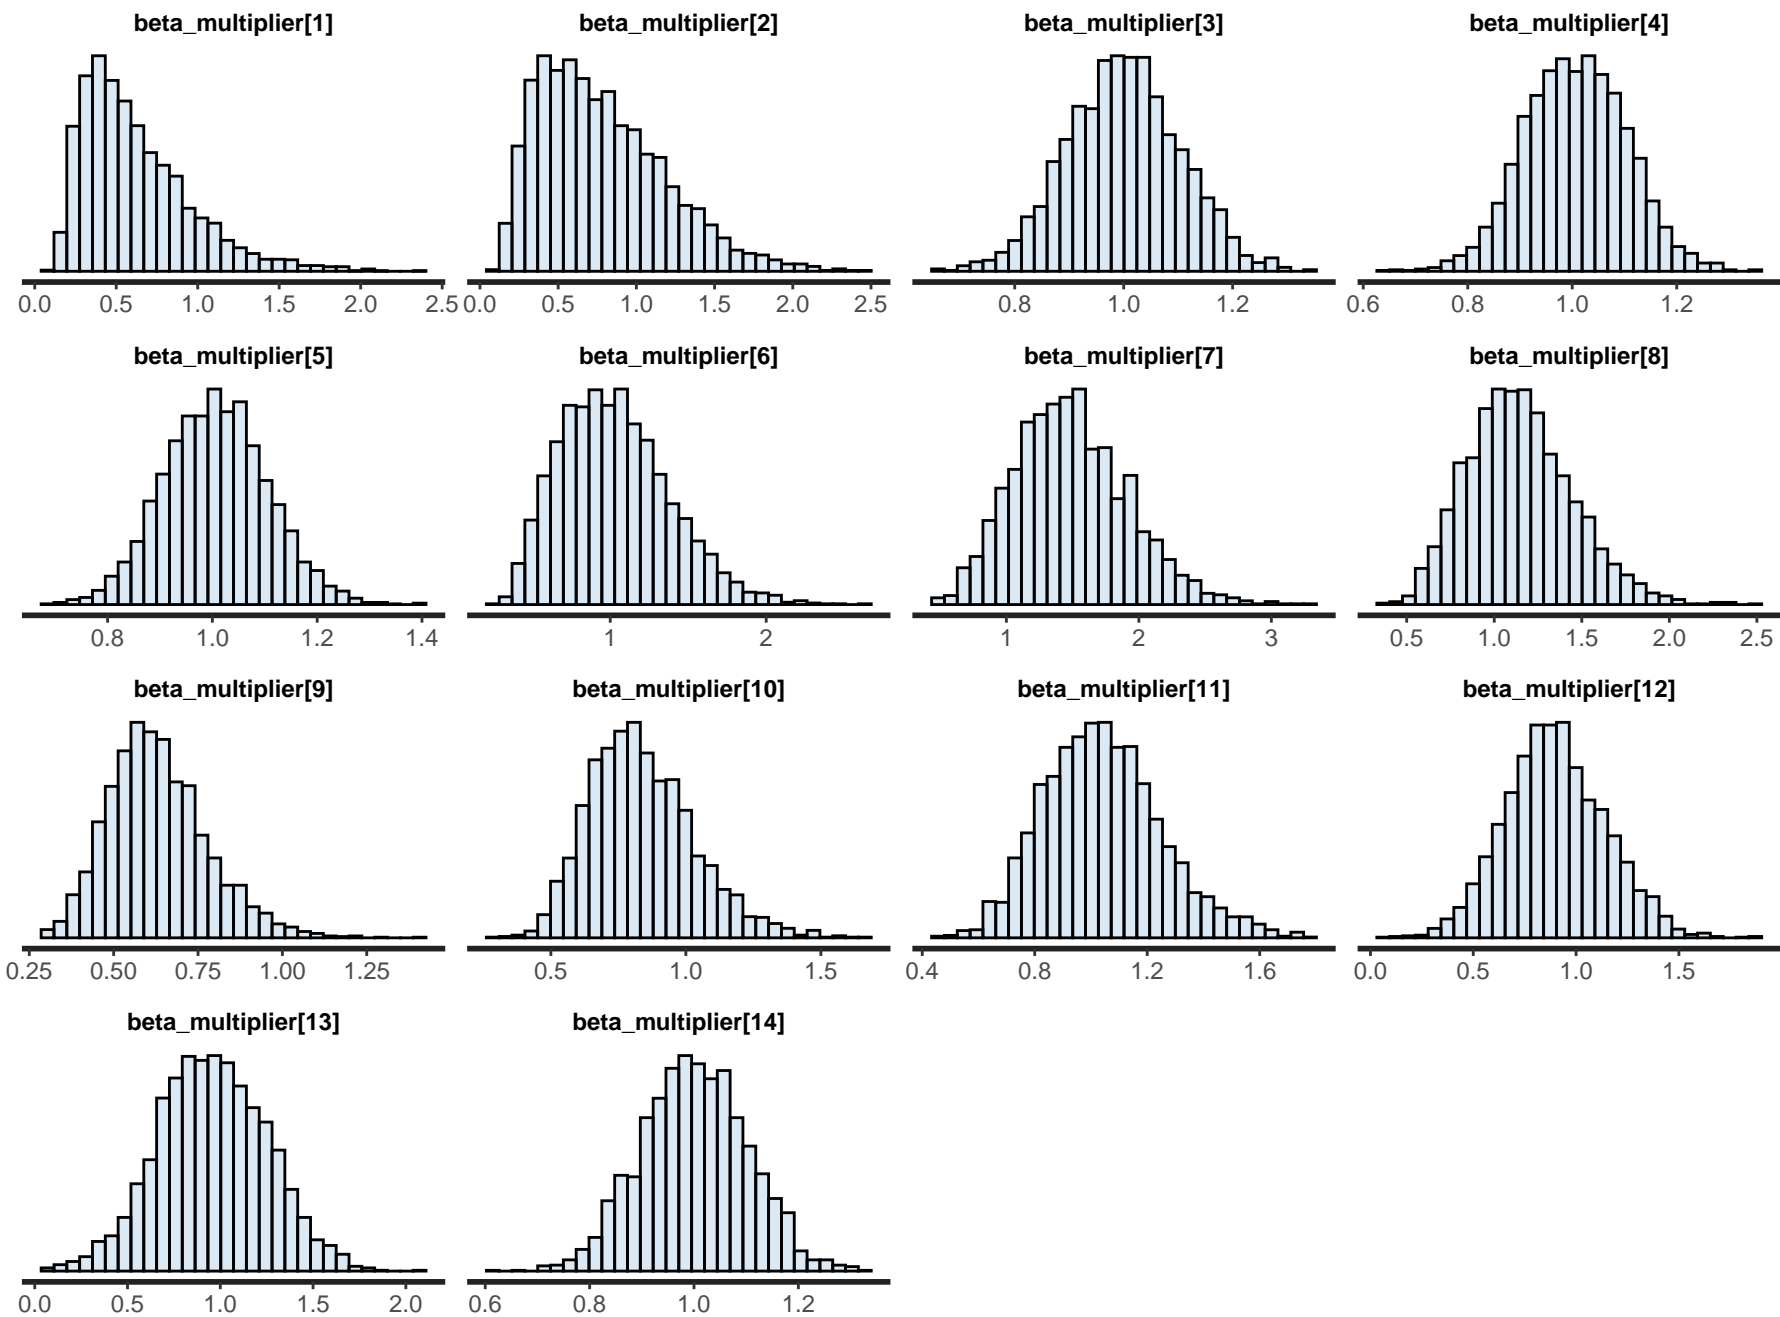 beta_multiplier[1] beta_multiplier[2] beta_multiplier[3] beta_multiplier[4]
0.0 0.5 1.0 1.5 2.0 2.5 0.0 0.5 1.0 1.5 2.0 2.5 0.8 1.0 1.2 0.6 0.8 1.0 1.2
beta_multiplier[5] beta_multiplier[6] beta_multiplier[7] beta_multiplier[8]
0.8 1.0 1.2 1.4 1 2 1 2 3 0.5 1.0 1.5 2.0 2.5
beta_multiplier[9] beta_multiplier[10] beta_multiplier[11] beta_multiplier[12]
0.25 0.50 0.75 1.00 1.25 0.5 1.0 1.5 0.4 0.8 1.2 1.6 0.0 0.5 1.0 1.5
beta_multiplier[13] beta_multiplier[14]
0.0 0.5 1.0 1.5 2.0 0.6 0.8 1.0 1.2